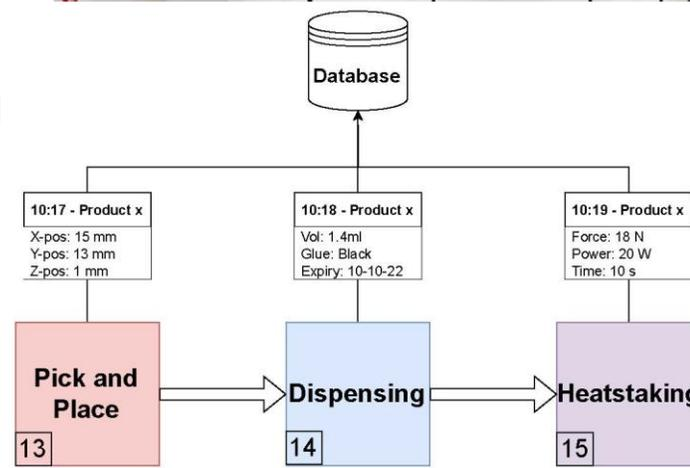 Database
10:17 - Product x
X-pos: 15 mm
Y-pos: 13 mm
Z-pos: 1 mm
10:18 - Product x
Vol: 1.4ml
Glue: Black
Expiry: 10-10-22
10:19 - Product x
Force: 18 N
Power: 20 W
Time: 10 s
Pick and
Place
13
Dispensing
14
Heatstaking
15